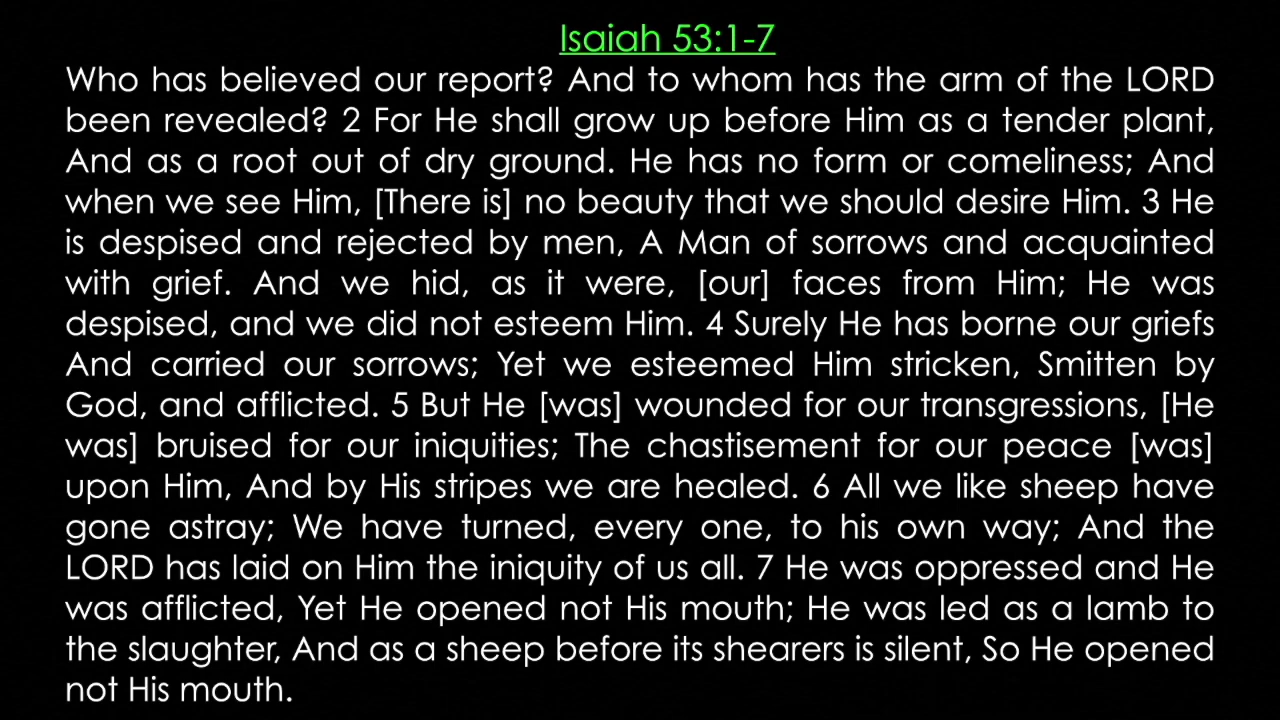 Isaiah 53:1-7
Who has believed our report? And to whom has the arm of the LORD
been revealed? 2 For He shall grow up before Him as a tender plant,
And as a root out of dry ground. He has no form or comeliness; And
when we see Him, [There is] no beauty that we should desire Him. 3 He
is despised and rejected by men, A Man of sorrows and acquainted
with grief. And we hid, as it were, [our] faces from Him; He was
despised, and we did not esteem Him. 4 Surely He has borne our griefs
And carried our sorrows; Yet we esteemed Him stricken, Smitten by
God, and afflicted. 5 But He [was] wounded for our transgressions, [He
was] bruised for our iniquities; The chastisement for our peace [was]
upon Him, And by His stripes we are healed. 6 All we like sheep have
gone astray; We have turned, every one, to his own way; And the
LORD has laid on Him the iniquity of us all. 7 He was oppressed and He
was afflicted, Yet He opened not His mouth; He was led as a lamb to
the slaughter, And as a sheep before its shearers is silent, So He opened
not His mouth.